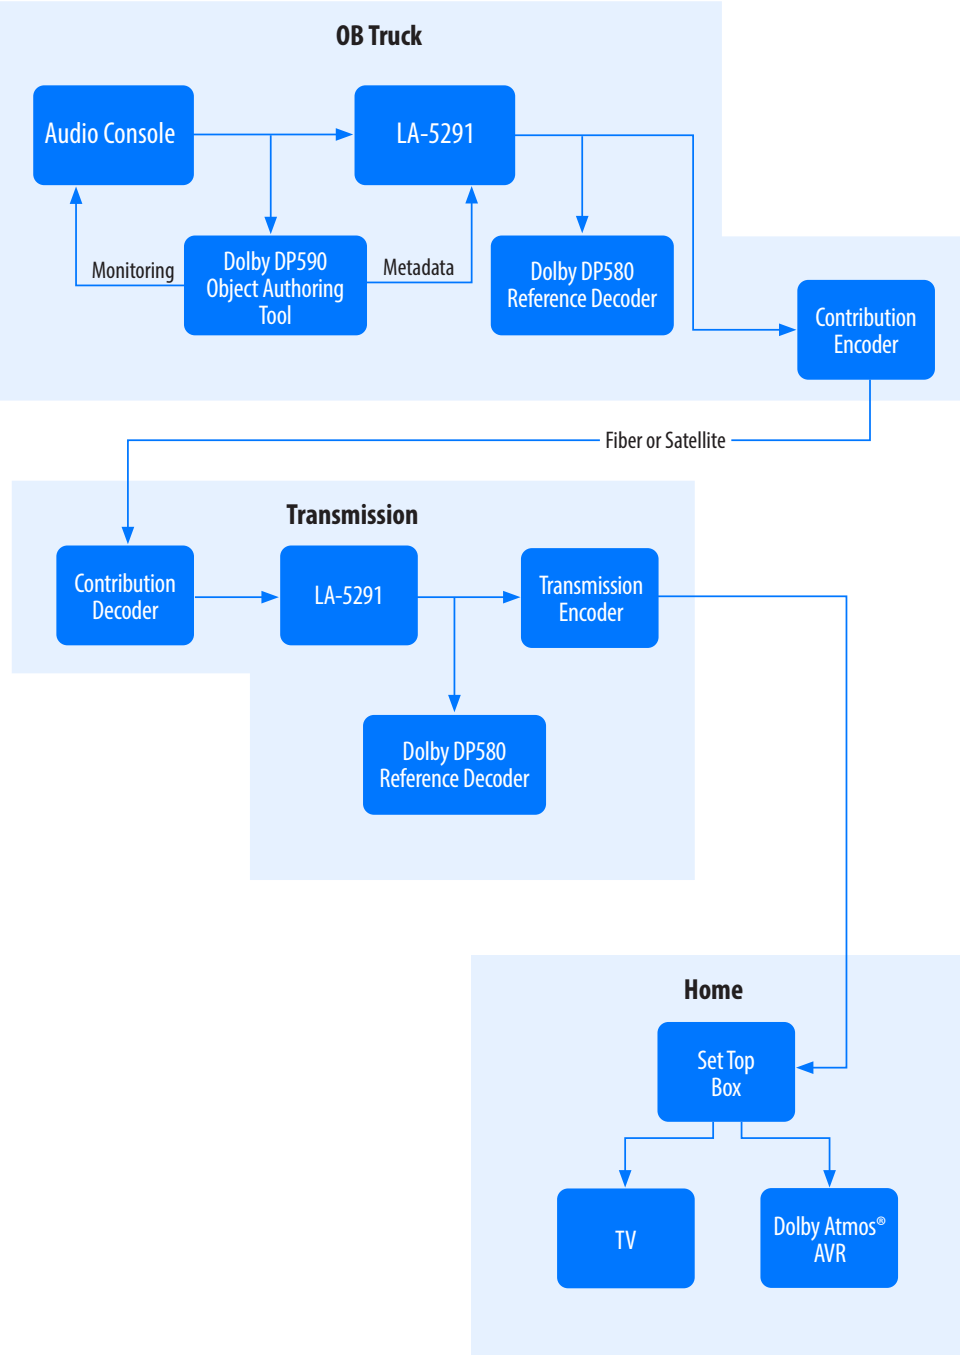 OB Truck
Audio Console
LA-5291
Monitoring
Dolby DP590
Object Authoring
Tool
Metadata
Dolby DP580
Reference Decoder
Contribution
Encoder
Fiber or Satellite
Transmission
Contribution
Decoder
LA-5291
Transmission
Encoder
Dolby DP580
Reference Decoder
Home
Set Top
Box
TV
Dolby Atmos®
AVR